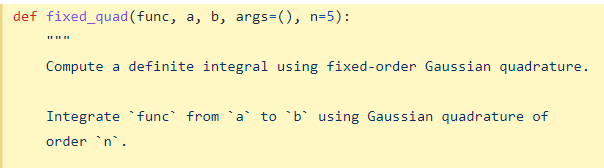 def fixed_quad(func, a, b, args=(), n=5):
"""
Compute a definite integral using fixed-order Gaussian quadrature.
Integrate `func` from `a` to `b` using Gaussian quadrature of
order `n`.